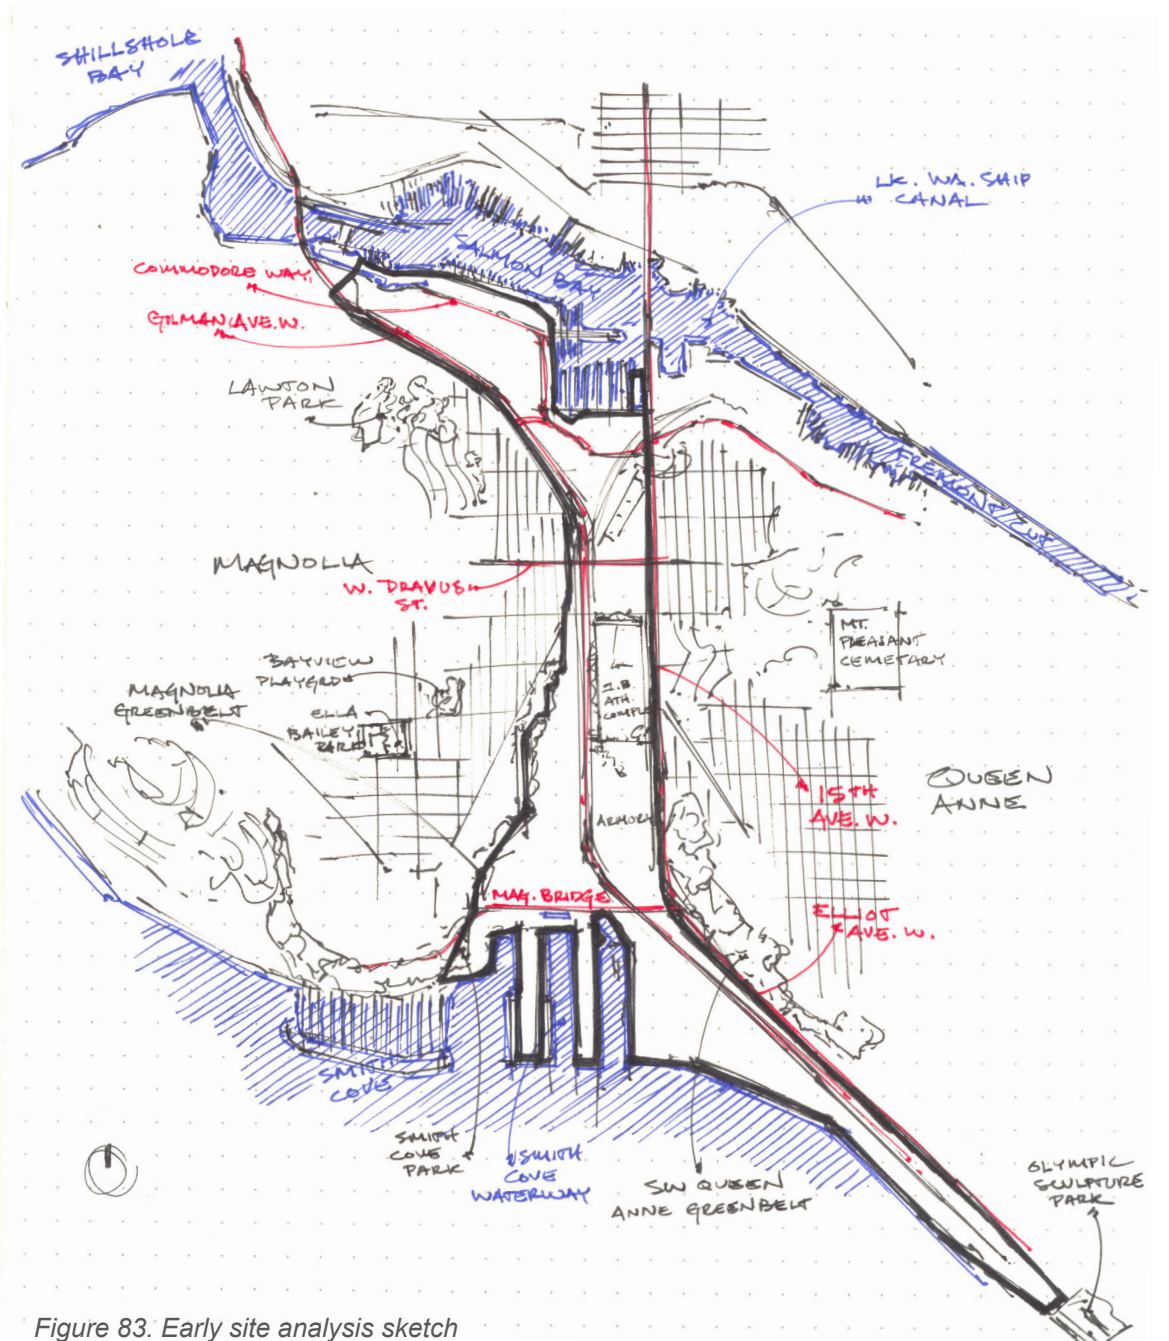 SHILLSHOLE
BAY
LK. WA. SHIP
CANAL
SALMON
BAY
COMMODORE WAY
GILMAN AVE. W.
LAWTON
PARK
FREMONT CUT
MAGNOLIA
W. DRAVUS
ST.
MT.
PLEASANT
CEMETARY
BAYVIEW
PLAYGRD
MAGNOLIA
GREENBELT
ELLA
BAILEY
PARK
I.B.
ATH.
COMPLE
QUEEN
ANNE
15TH
AVE. W.
ARMORY
MAG. BRIDGE
ELLIOT
AVE. W.
SMITH
COVE
SMITH
COVE
PARK
SMITH
COVE
WATERWAY
SW QUEEN
ANNE GREENBELT
OLYMPIC
SCULPTURE
PARK
Figure 83. Early site analysis sketch